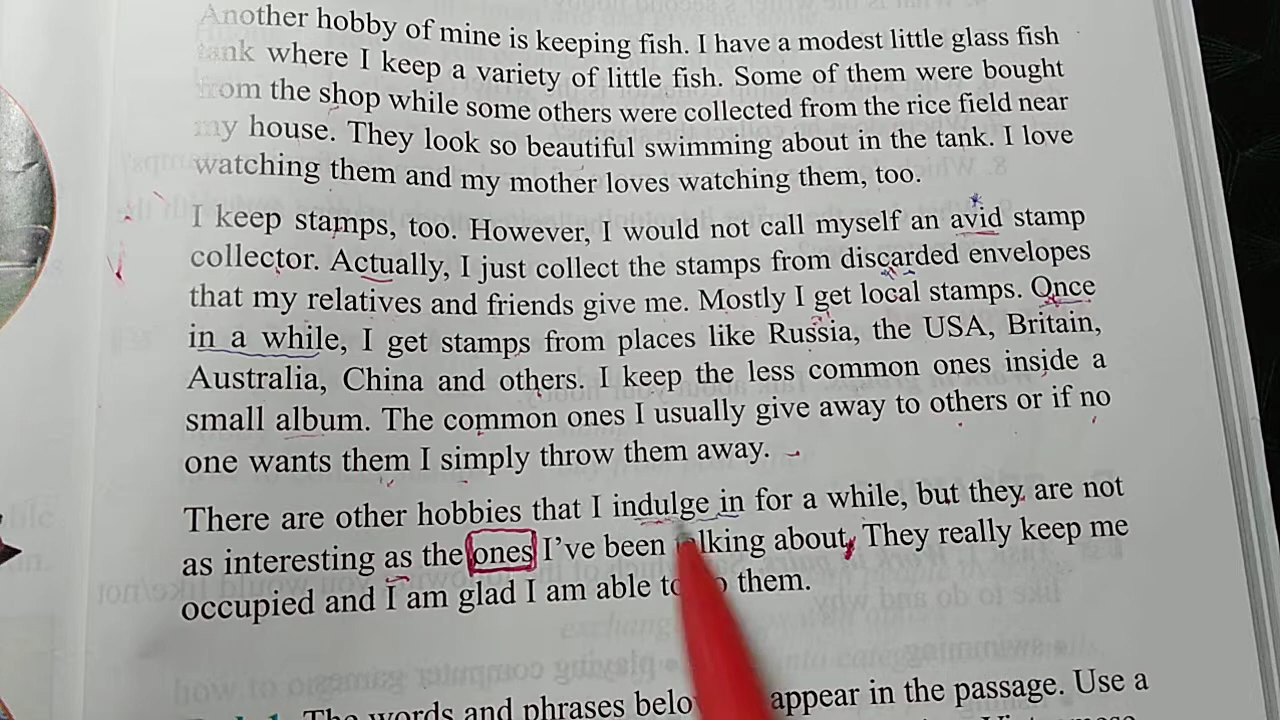 Another hobby of mine is keeping fish. I have a modest little glass fish
tank where I keep a variety of little fish. Some of them were bought
from the shop while some others were collected from the rice field near
my house. They look so beautiful swimming about in the tank. I love
watching them and my mother loves watching them, too.
I keep stamps, too. However, I would not call myself an avid stamp
collector. Actually, I just collect the stamps from discarded envelopes
that my relatives and friends give me. Mostly I get local stamps. Once
in a while, I get stamps from places like Russia, the USA, Britain,
Australia, China and others. I keep the less common ones inside a
small album. The common ones I usually give away to others or if no
one wants them I simply throw them away.
There are other hobbies that I indulge in for a while, but they are not
as interesting as the ones I've been talking about. They really keep me
occupied and I am glad I am able to them.
The words and phrases appear in the passage. Use a